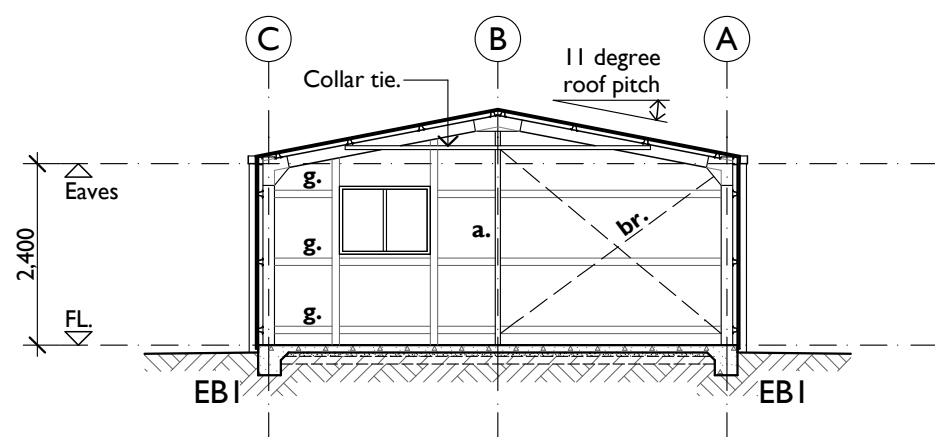 C
B
A
11 degree
roof pitch
Collar tie.
Eaves
g.
a.
br.
g.
2,400
g.
FL.
EB1
EB1